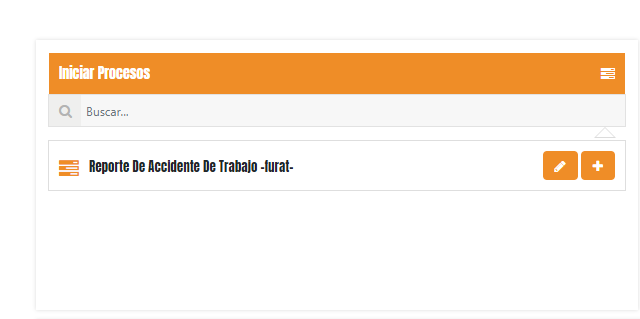 Iniciar Procesos
Buscar...
Reporte De Accidente De Trabajo -furat-